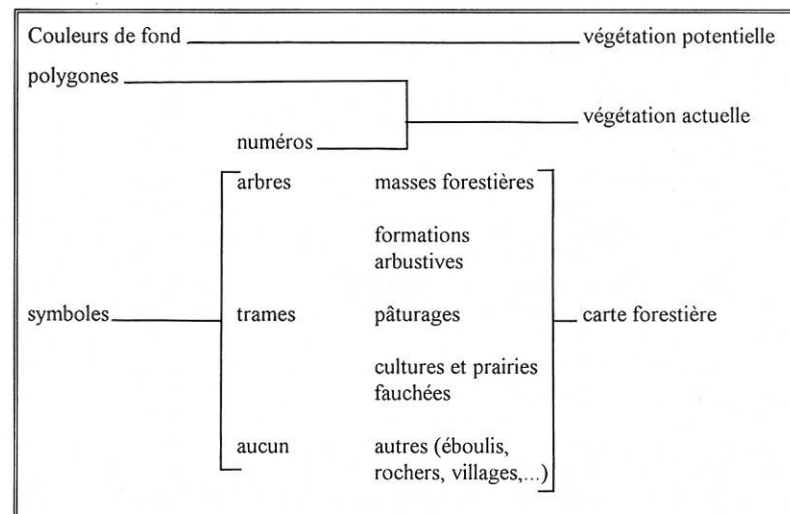 Couleurs de fond végétation potentielle
polygones
végétation actuelle
numéros
arbres masses forestières
formations
arbustives
symboles trames pâturages carte forestière
cultures et prairies
fauchées
aucun autres (éboulis,
rochers, villages,...)